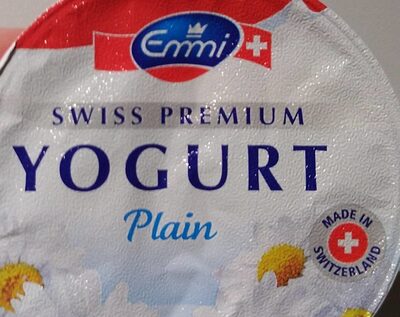 Emmi
SWISS PREMIUM
YOGURT
Plain
MADE IN
SWITZERLAND